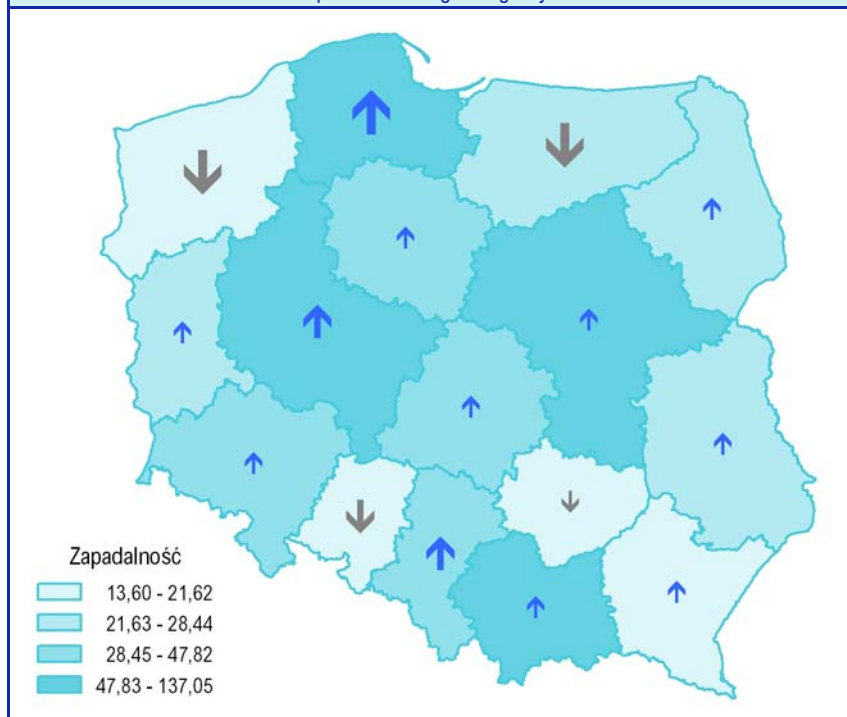 Zapadalność
13,60 - 21,62
21,63 - 28,44
28,45 - 47,82
47,83 - 137,05